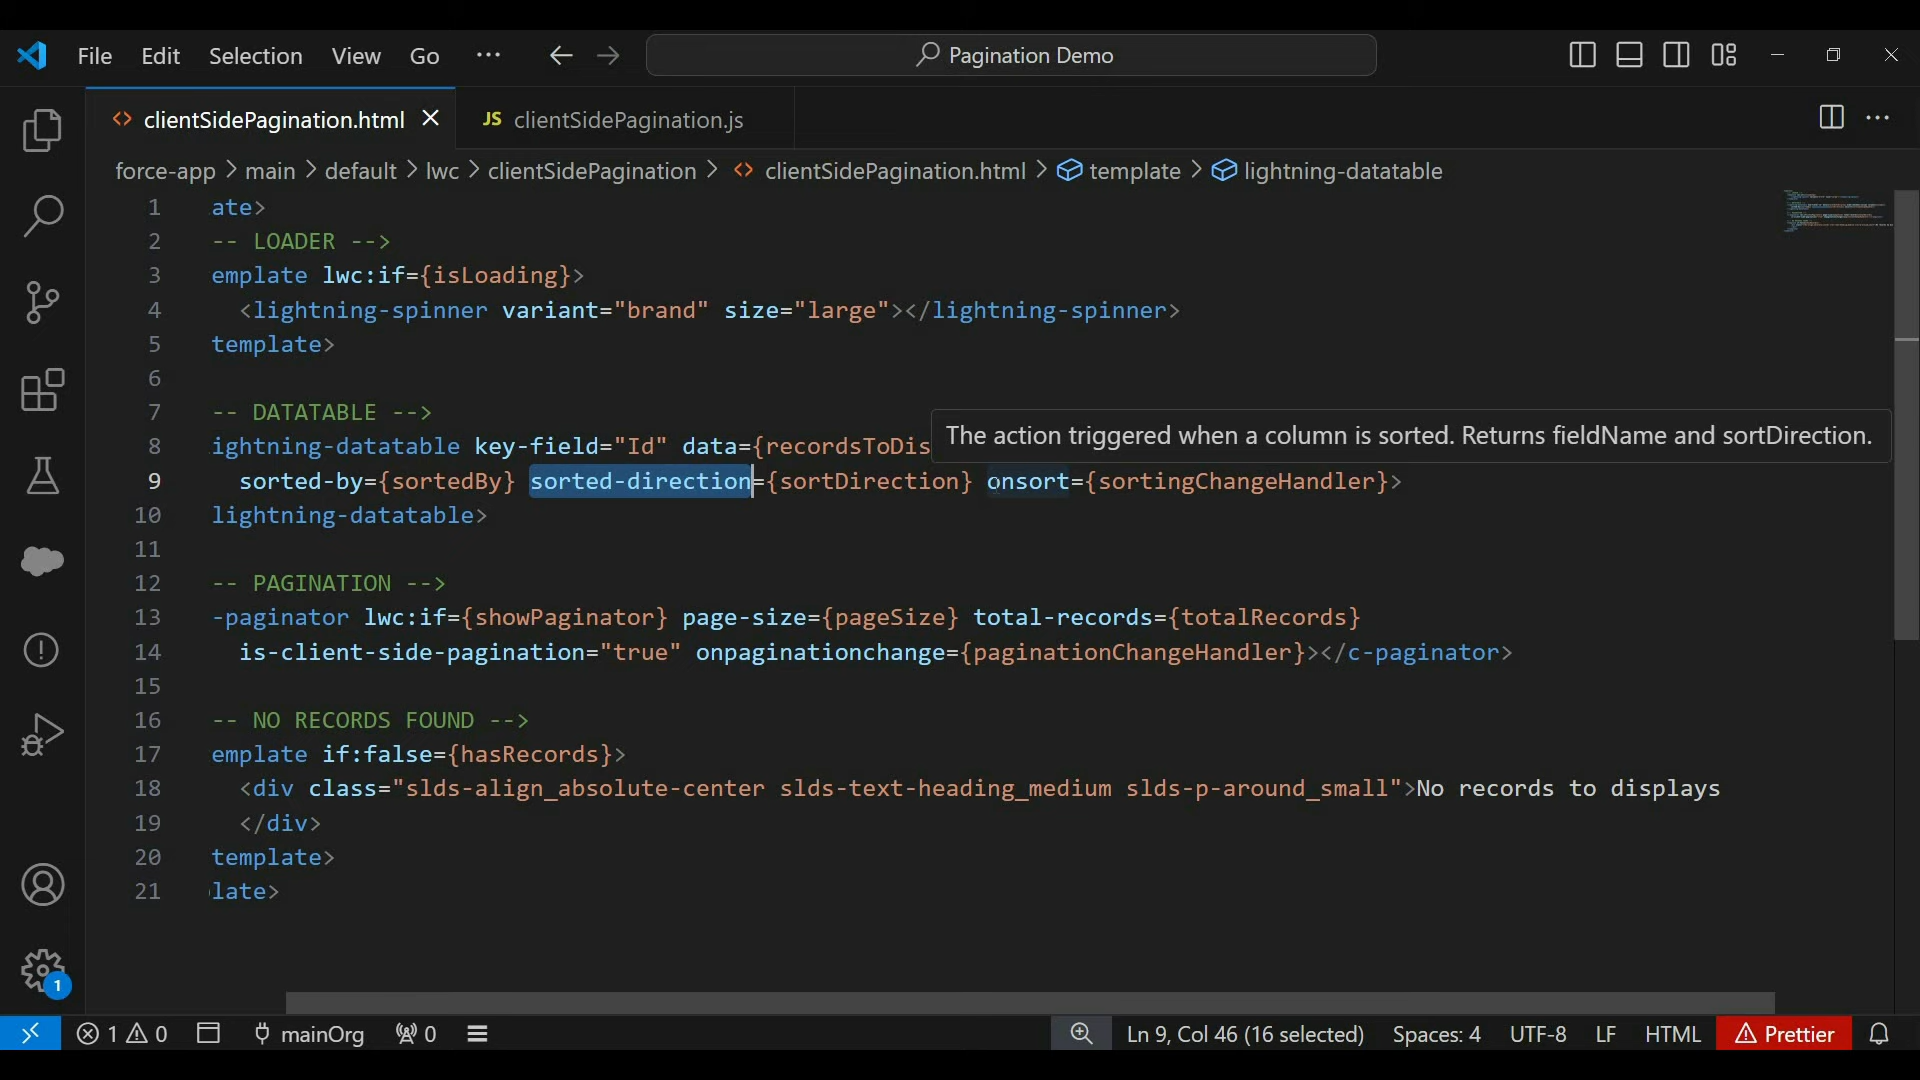 File Edit Selection View Go ··· Pagination Demo
clientSidePagination.html JS clientSidePagination.js
force-app > main > default > lwc > clientSidePagination > clientSidePagination.html > template > lightning-datatable
1 ate>
2 -- LOADER -->
3 emplate lwc:if={isLoading}>
4 <lightning-spinner variant="brand" size="large"></lightning-spinner>
5 template>
6
7 -- DATATABLE -->
8 ightning-datatable key-field="Id" data={recordsToDis
The action triggered when a column is sorted. Returns fieldName and sortDirection.
9 sorted-by={sortedBy} sorted-direction={sortDirection} onsort={sortingChangeHandler}>
10 lightning-datatable>
11
12 -- PAGINATION -->
13 -paginator lwc:if={showPaginator} page-size={pageSize} total-records={totalRecords}
14 is-client-side-pagination="true" onpaginationchange={paginationChangeHandler}></c-paginator>
15
16 -- NO RECORDS FOUND -->
17 emplate if:false={hasRecords}>
18 <div class="slds-align_absolute-center slds-text-heading_medium slds-p-around_small">No records to displays
19 </div>
20 template>
21 late>
1
1 0 mainOrg 0 Ln 9, Col 46 (16 selected) Spaces: 4 UTF-8 LF HTML Prettier